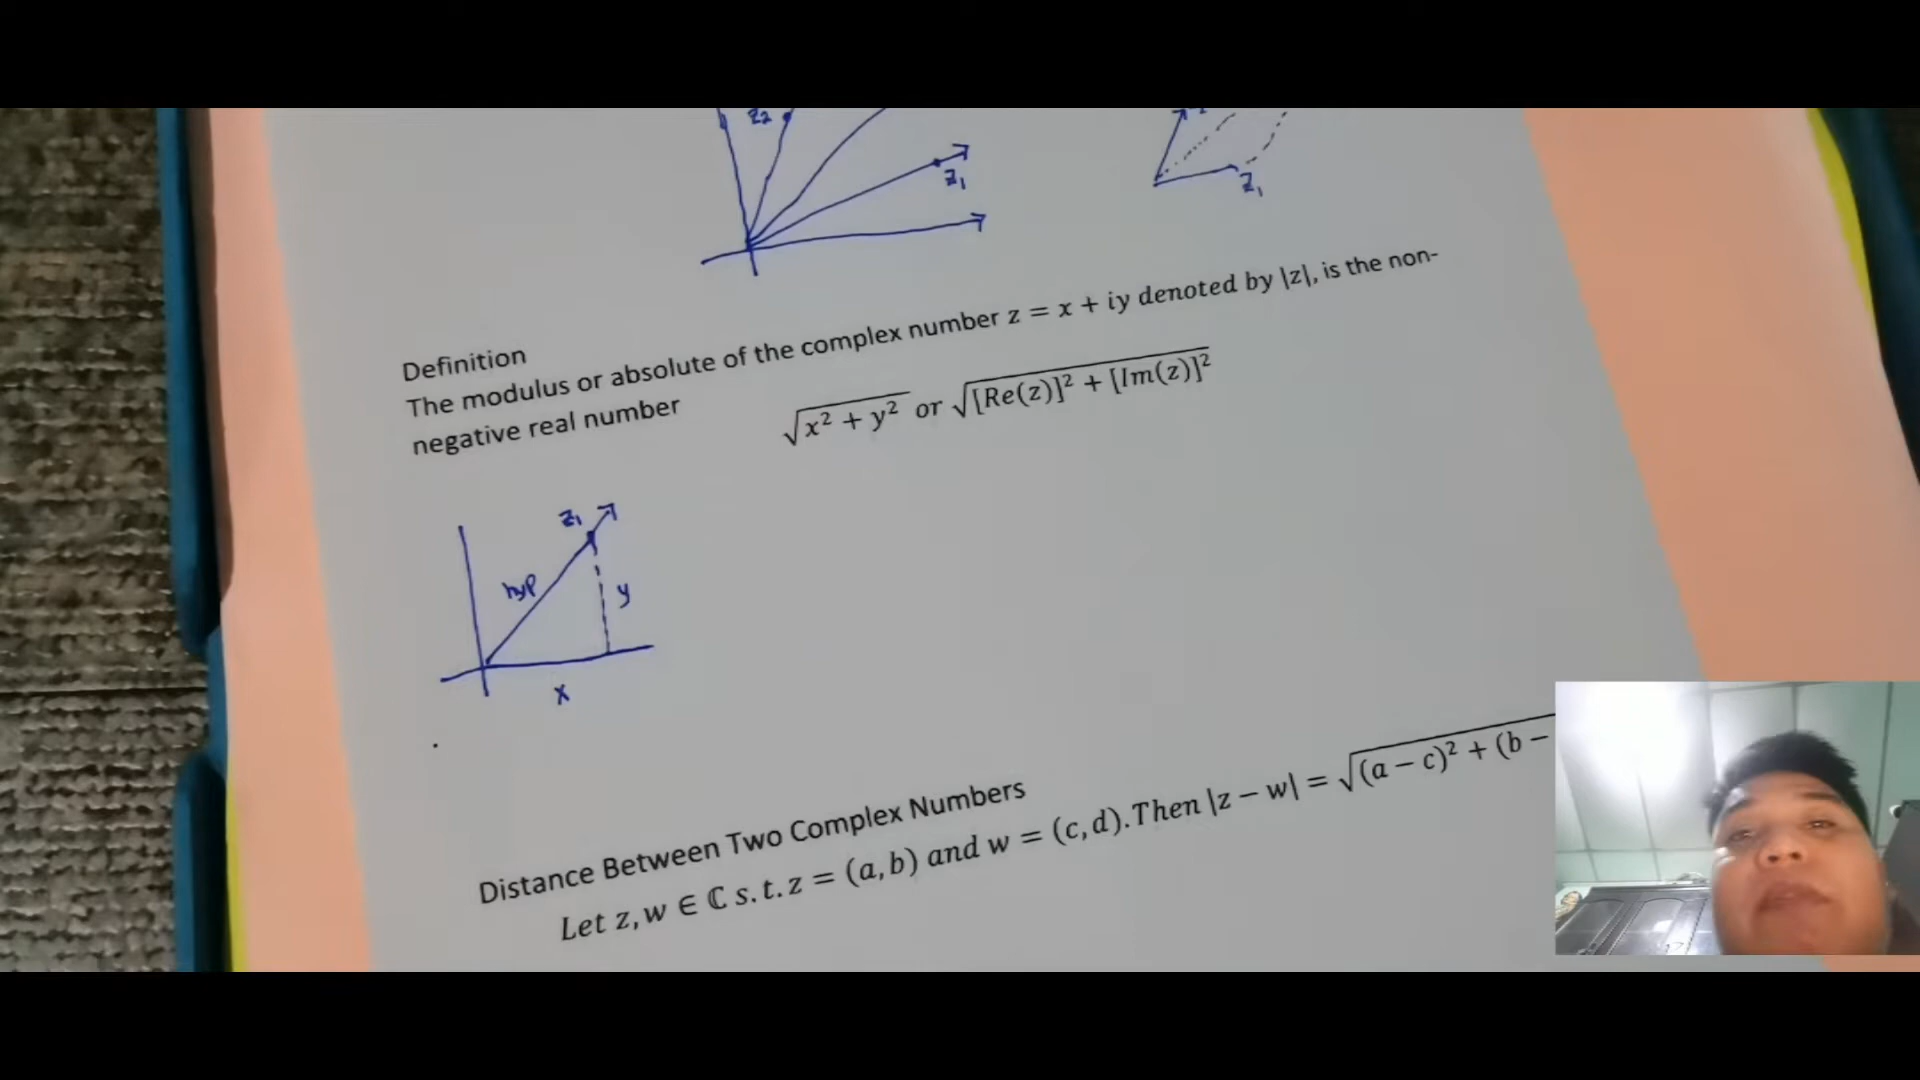 z₂
z₁
z₁
Definition
The modulus or absolute of the complex number z = x + iy denoted by |z|, is the non-
negative real number √x² + y² or √[Re(z)]² + [Im(z)]²
z₁
hyp
y
x
Distance Between Two Complex Numbers
Let z, w ∈ ℂ s.t. z = (a, b) and w = (c, d). Then |z − w| = √(a − c)² + (b −